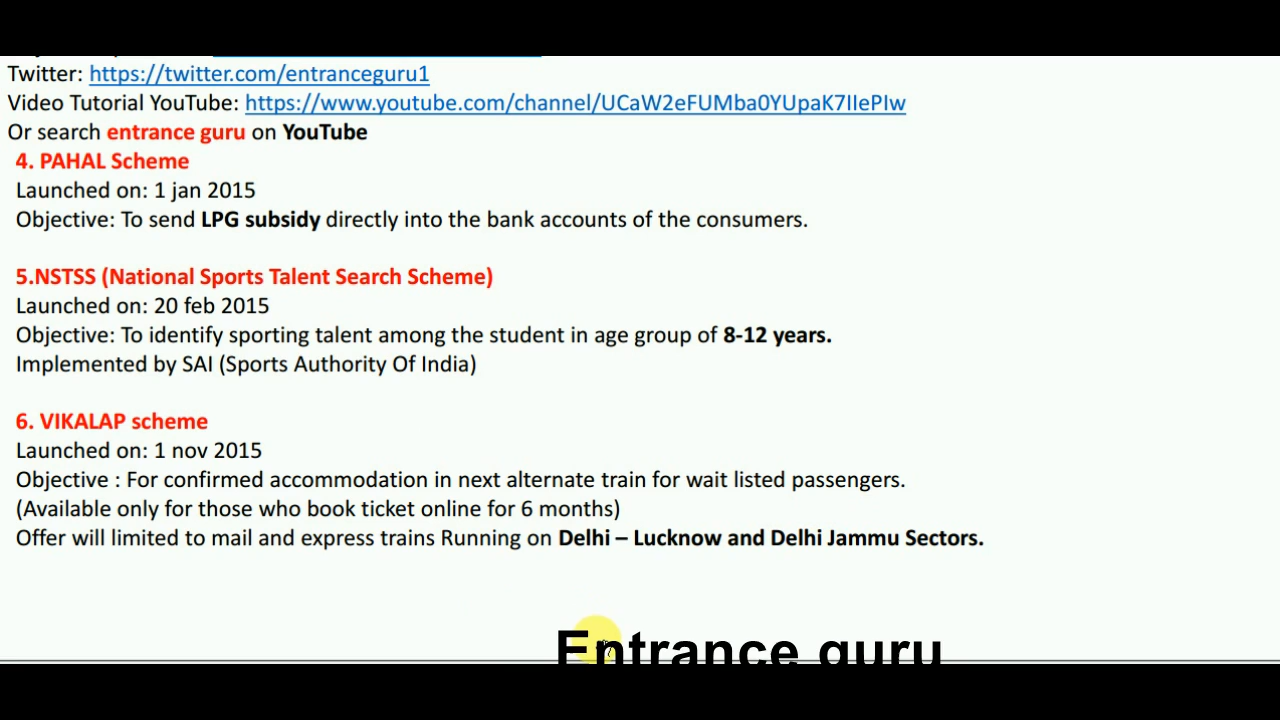 Twitter: https://twitter.com/entranceguru1
Video Tutorial YouTube: https://www.youtube.com/channel/UCaW2eFUMba0YUpaK7IIePIw
Or search entrance guru on YouTube
4. PAHAL Scheme
Launched on: 1 jan 2015
Objective: To send LPG subsidy directly into the bank accounts of the consumers.
5.NSTSS (National Sports Talent Search Scheme)
Launched on: 20 feb 2015
Objective: To identify sporting talent among the student in age group of 8-12 years.
Implemented by SAI (Sports Authority Of India)
6. VIKALAP scheme
Launched on: 1 nov 2015
Objective : For confirmed accommodation in next alternate train for wait listed passengers.
(Available only for those who book ticket online for 6 months)
Offer will limited to mail and express trains Running on Delhi – Lucknow and Delhi Jammu Sectors.
Entrance guru